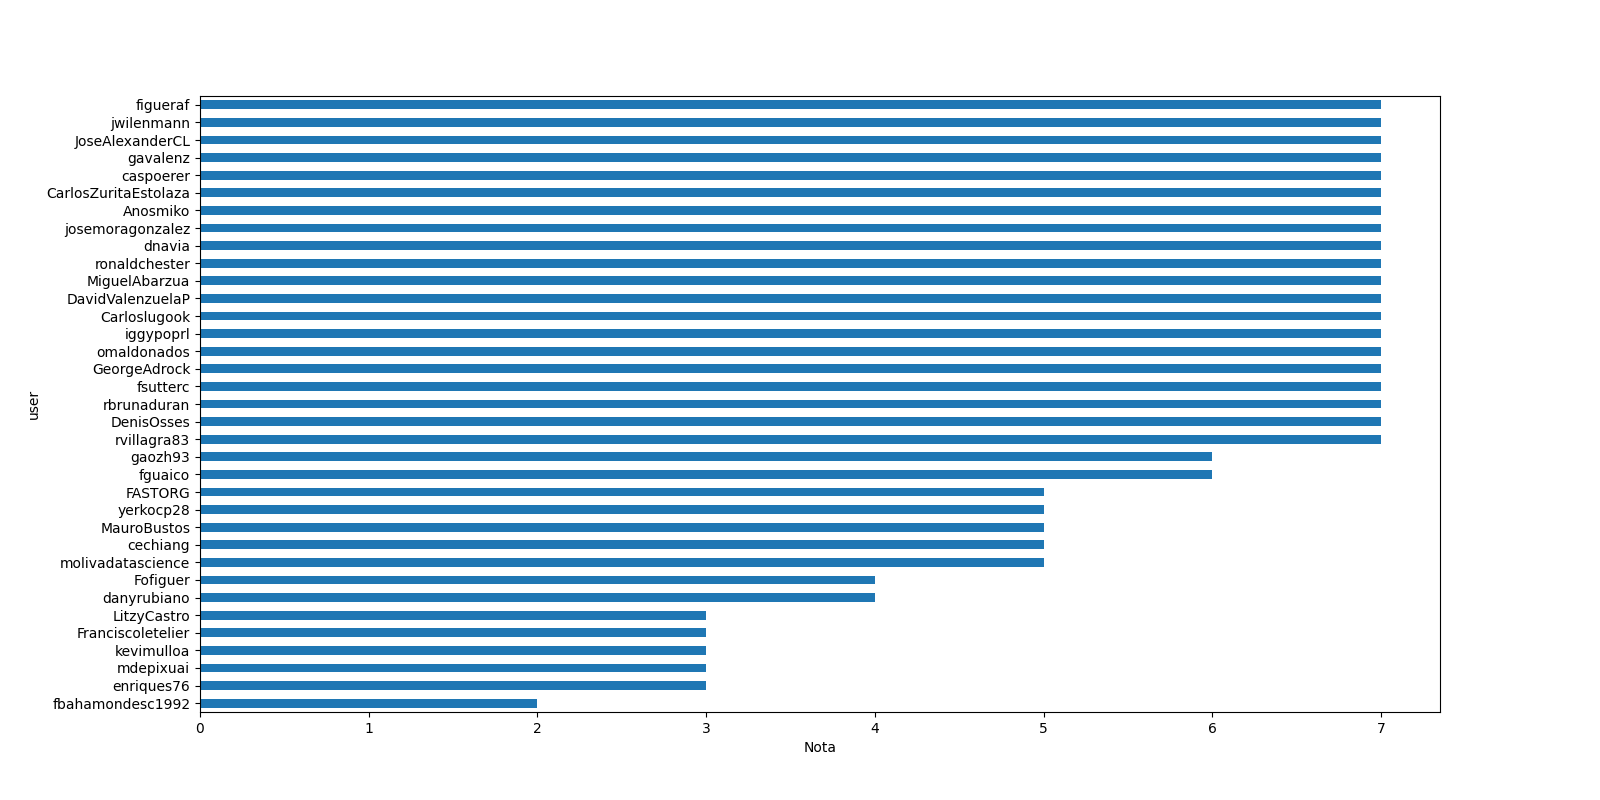 figueraf
jwilenmann
JoseAlexanderCL
gavalenz
caspoerer
CarlosZuritaEstolaza
Anosmiko
josemoragonzalez
dnavia
ronaldchester
MiguelAbarzua
DavidValenzuelaP
Carloslugook
iggypoprl
omaldonados
GeorgeAdrock
fsutterc
rbrunaduran
DenisOsses
rvillagra83
gaozh93
fguaico
FASTORG
yerkocp28
MauroBustos
cechiang
molivadatascience
Fofiguer
danyrubiano
LitzyCastro
Franciscoletelier
kevimulloa
mdepixuai
enriques76
fbahamondesc1992
user
0 1 2 3 4 5 6 7
Nota